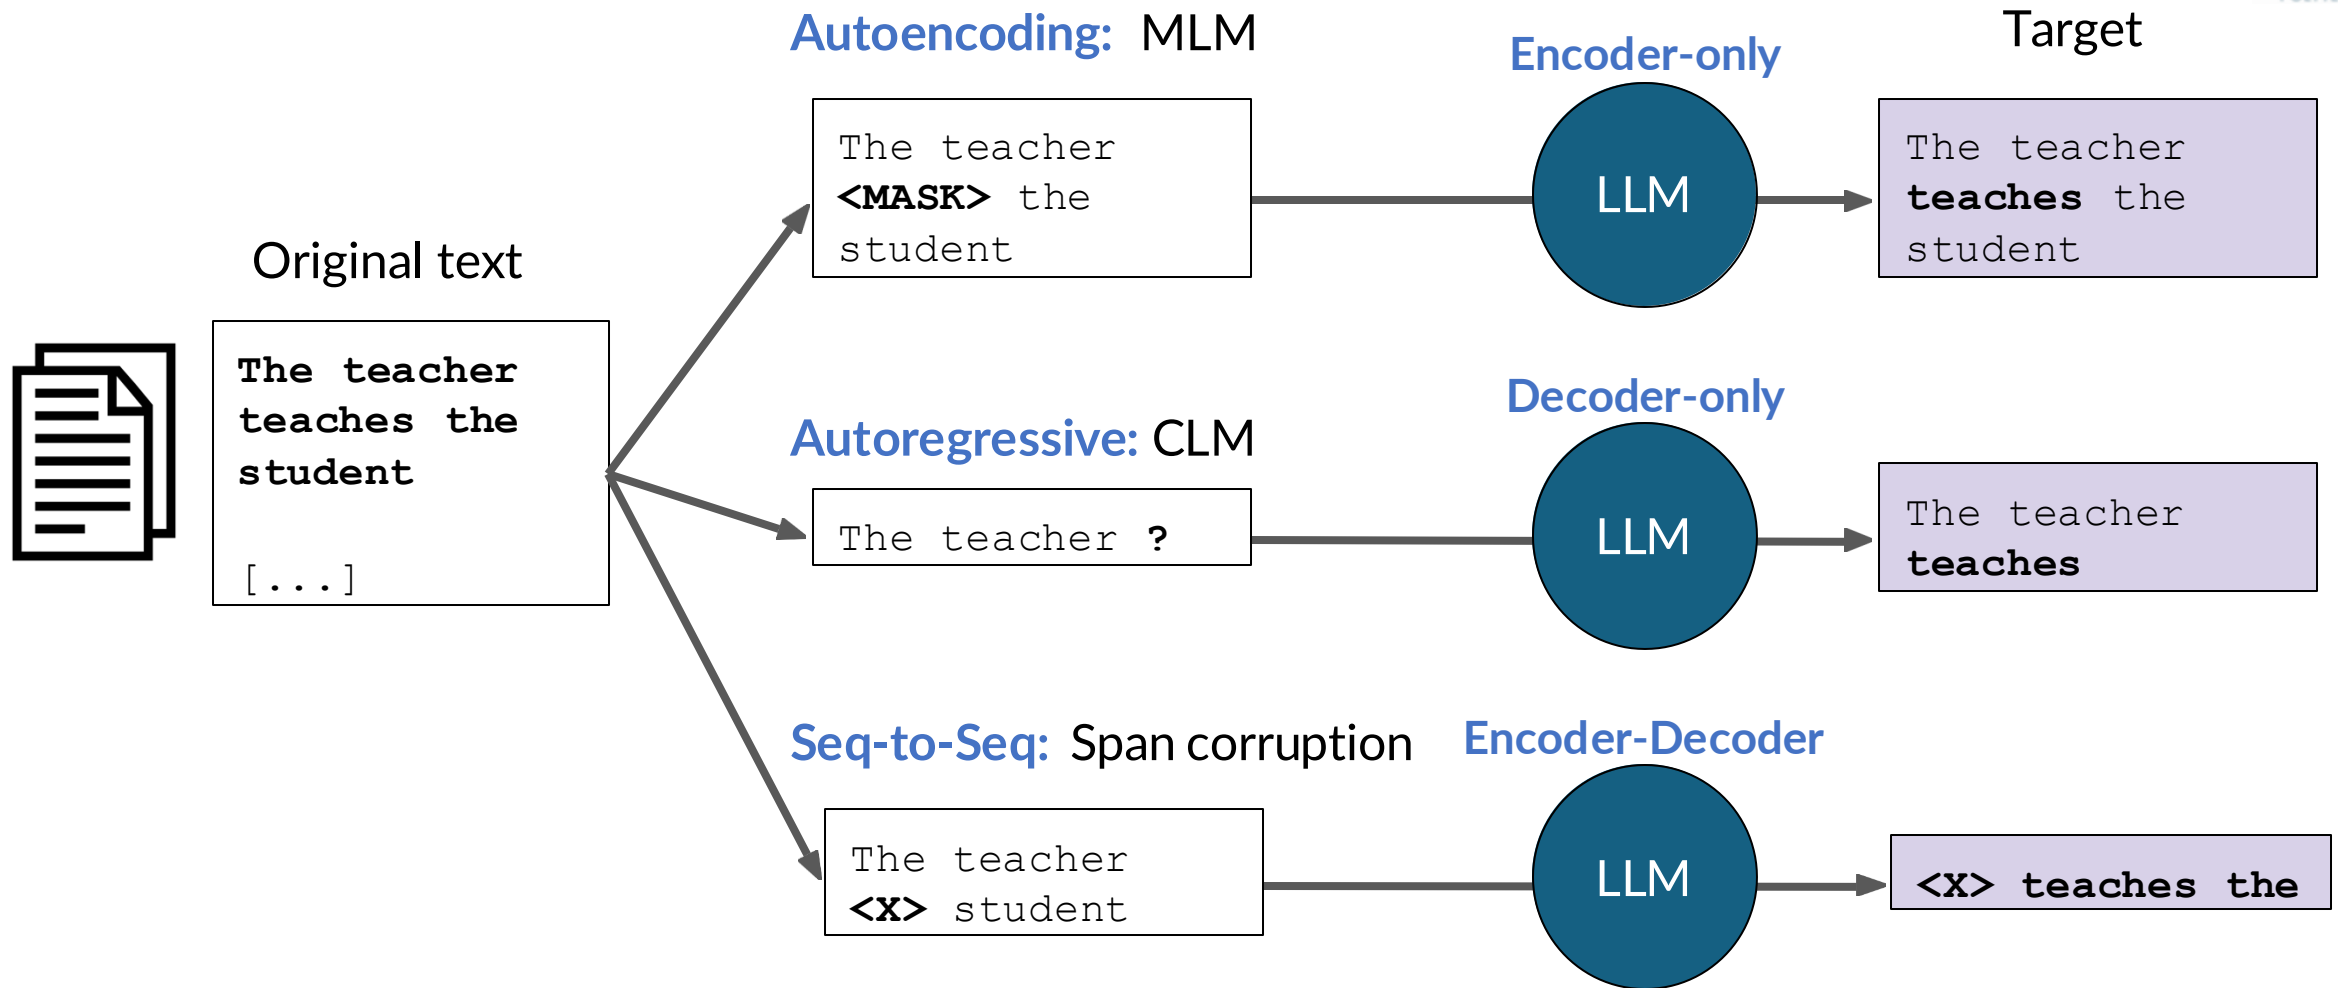 Autoencoding: MLM
Encoder-only
Target
The teacher
<MASK> the
student
LLM
The teacher
teaches the
student
Original text
The teacher
teaches the
student
[...]
Autoregressive: CLM
Decoder-only
The teacher ?
LLM
The teacher
teaches
Seq-to-Seq: Span corruption
Encoder-Decoder
The teacher
<X> student
LLM
<X> teaches the